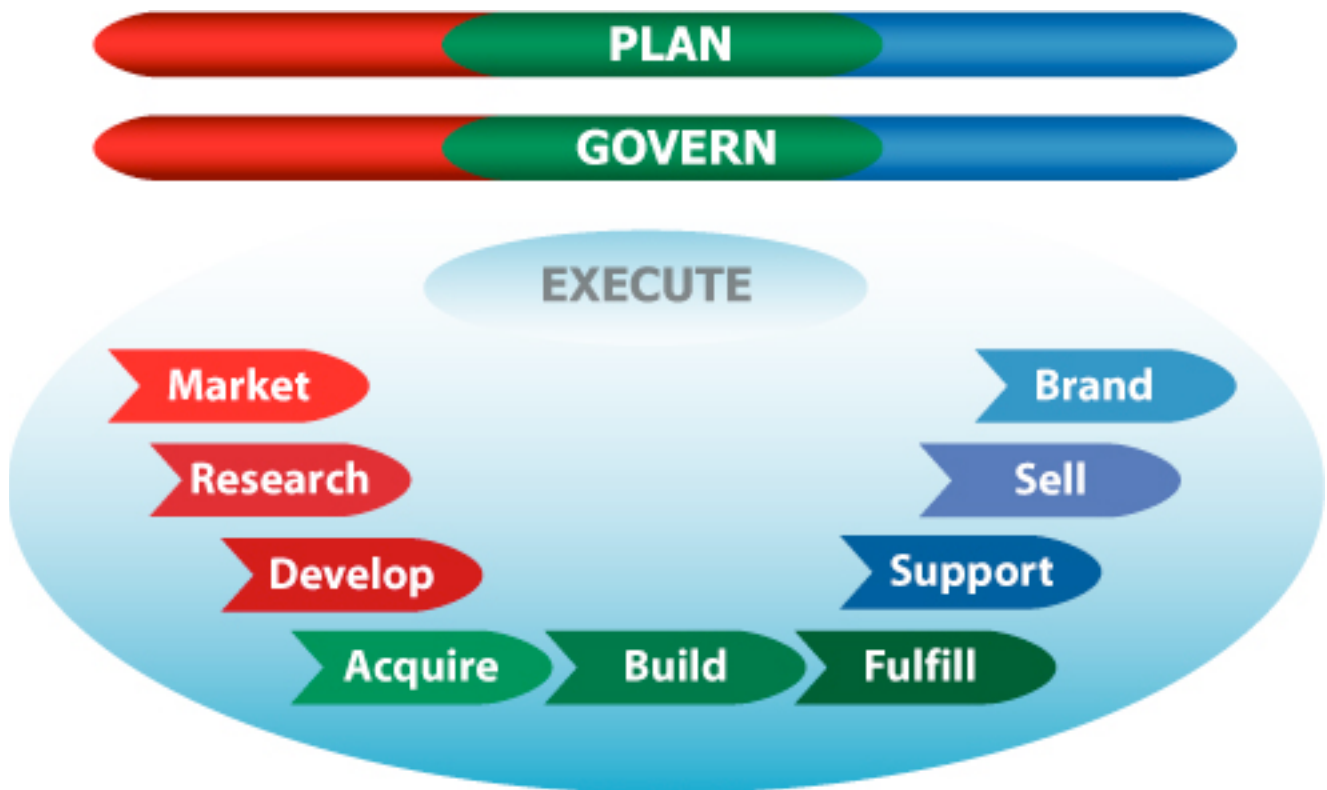 PLAN
GOVERN
EXECUTE
Market
Brand
Research
Sell
Develop
Support
Acquire
Build
Fulfill